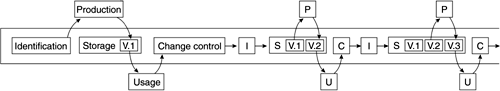 Production P P
Identification Storage V.1 Change control I S V.1 V.2 C I S V.1 V.2 V.3 C
Usage U U